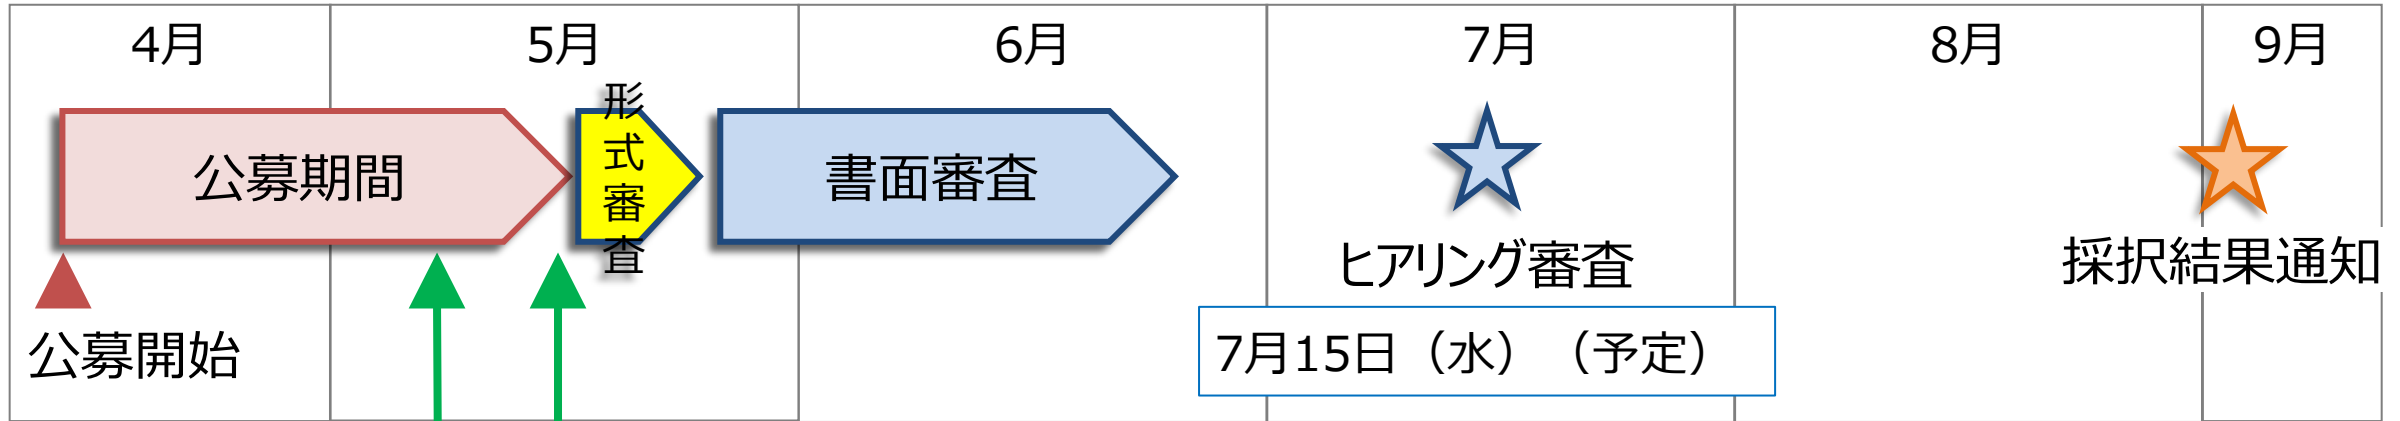 4月
5月
6月
7月
8月
9月
公募期間
形式審査
書面審査
ヒアリング審査
採択結果通知
公募開始
7月15日（水）（予定）